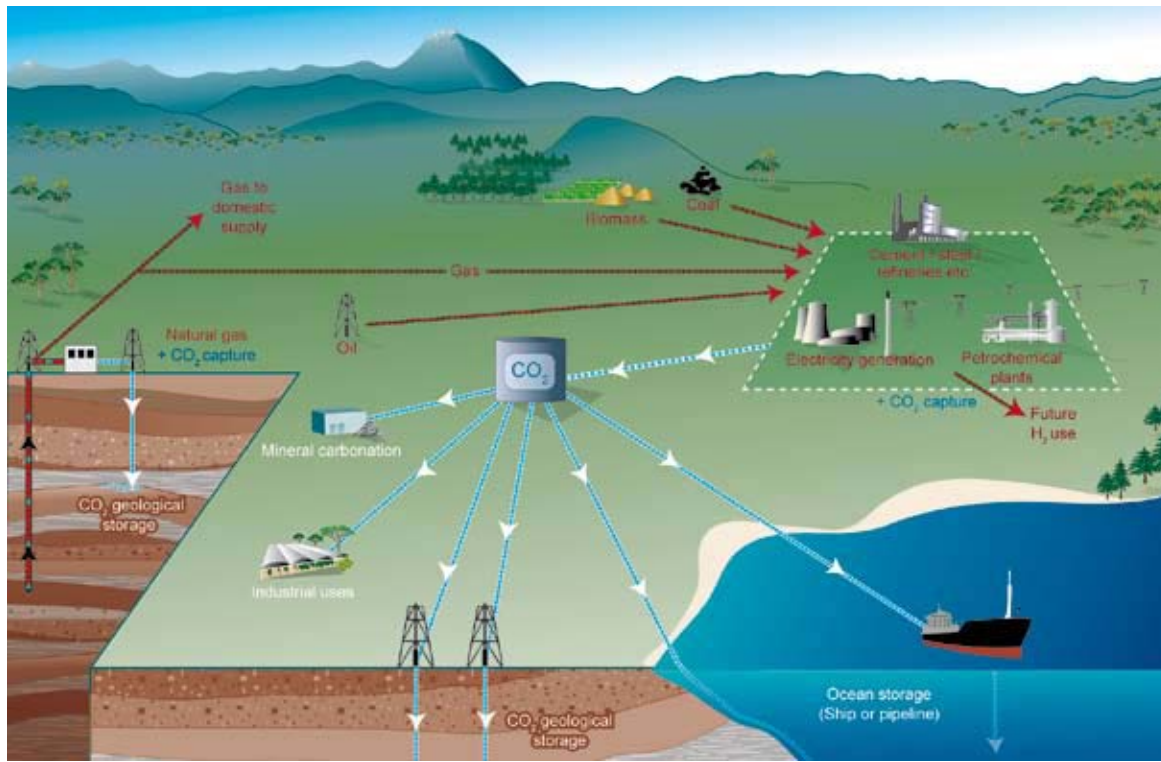 Gas to
domestic
supply
Biomass
Coal
Cement / steel /
refineries etc
Gas
Natural gas
+ CO₂ capture
Oil
Electricity generation
Petrochemical
plants
+ CO₂ capture
Future
H₂ use
CO₂
Mineral carbonation
CO₂ geological
storage
Industrial uses
Ocean storage
(Ship or pipeline)
CO₂ geological
storage